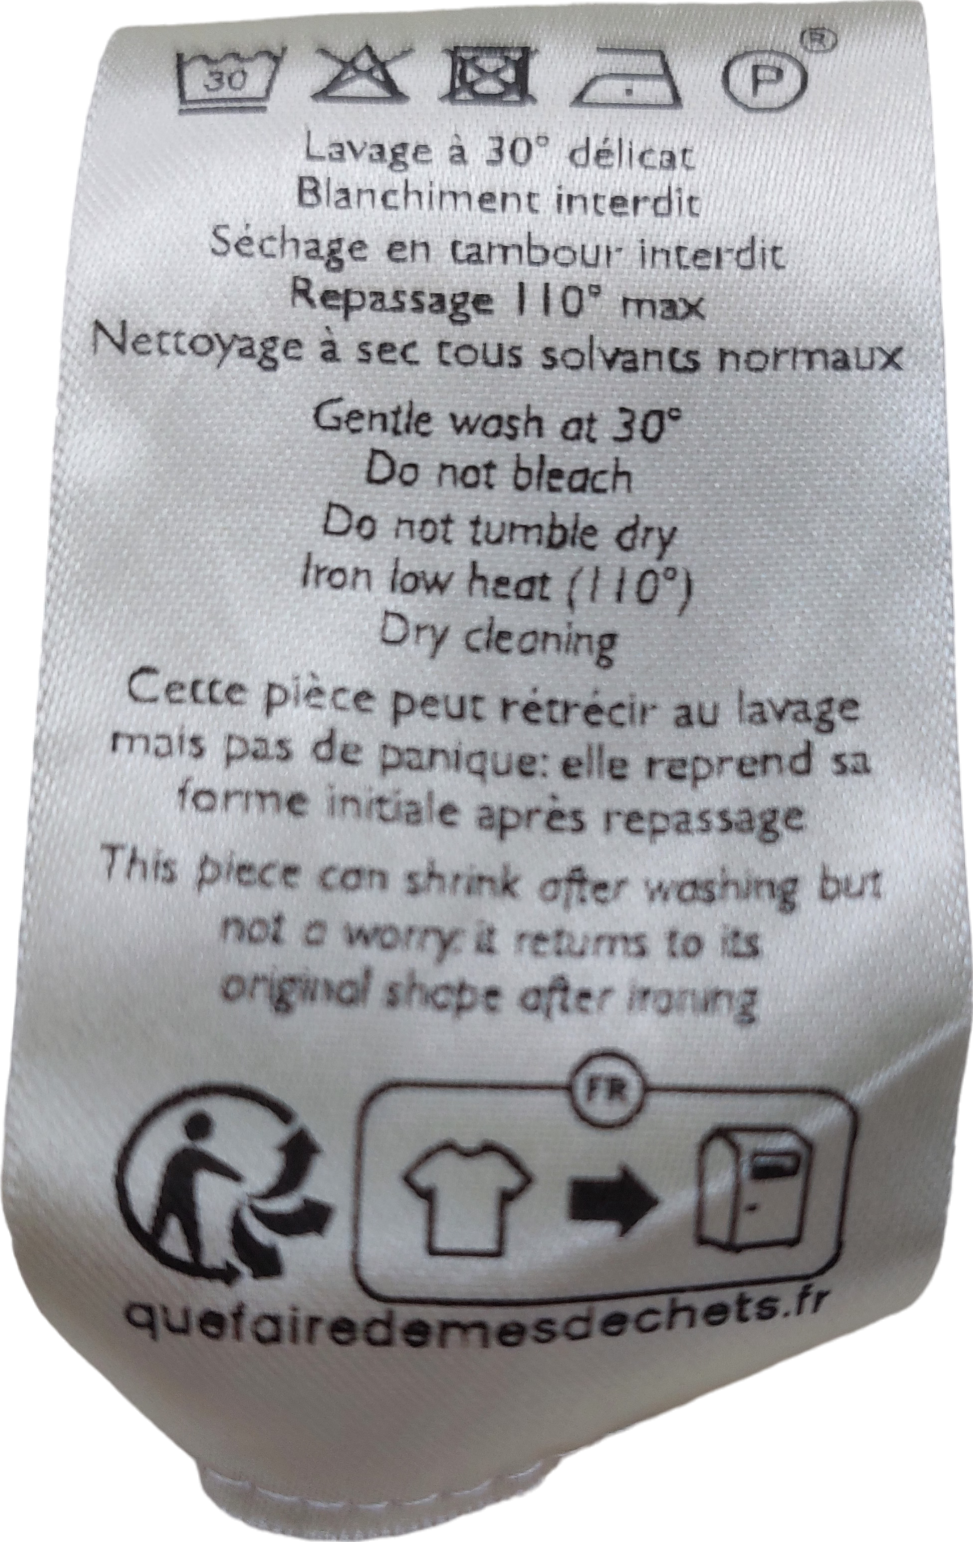 30 P ®
Lavage à 30° délicat
Blanchiment interdit
Séchage en tambour interdit
Repassage 110° max
Nettoyage à sec tous solvants normaux
Gentle wash at 30°
Do not bleach
Do not tumble dry
Iron low heat (110°)
Dry cleaning
Cette pièce peut rétrécir au lavage
mais pas de panique: elle reprend sa
forme initiale après repassage
This piece can shrink after washing but
not a worry: it returns to its
original shape after ironing
FR
quefairedemesdechets.fr